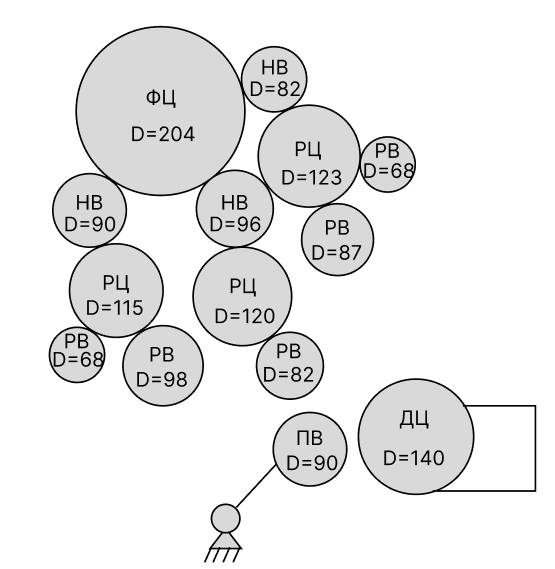 ФЦ
D=204
НВ
D=82
РЦ
D=123
РВ
D=68
НВ
D=90
НВ
D=96
РВ
D=87
РЦ
D=115
РЦ
D=120
РВ
D=68
РВ
D=98
РВ
D=82
ПВ
D=90
ДЦ
D=140